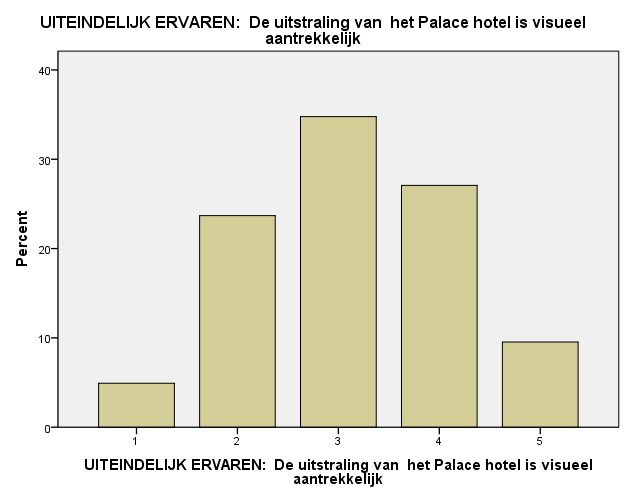 UITEINDELIJK ERVAREN:  De uitstraling van  het Palace hotel is visueel
aantrekkelijk
40
30
20
10
0
Percent
1 2 3 4 5
UITEINDELIJK ERVAREN:  De uitstraling van  het Palace hotel is visueel
aantrekkelijk